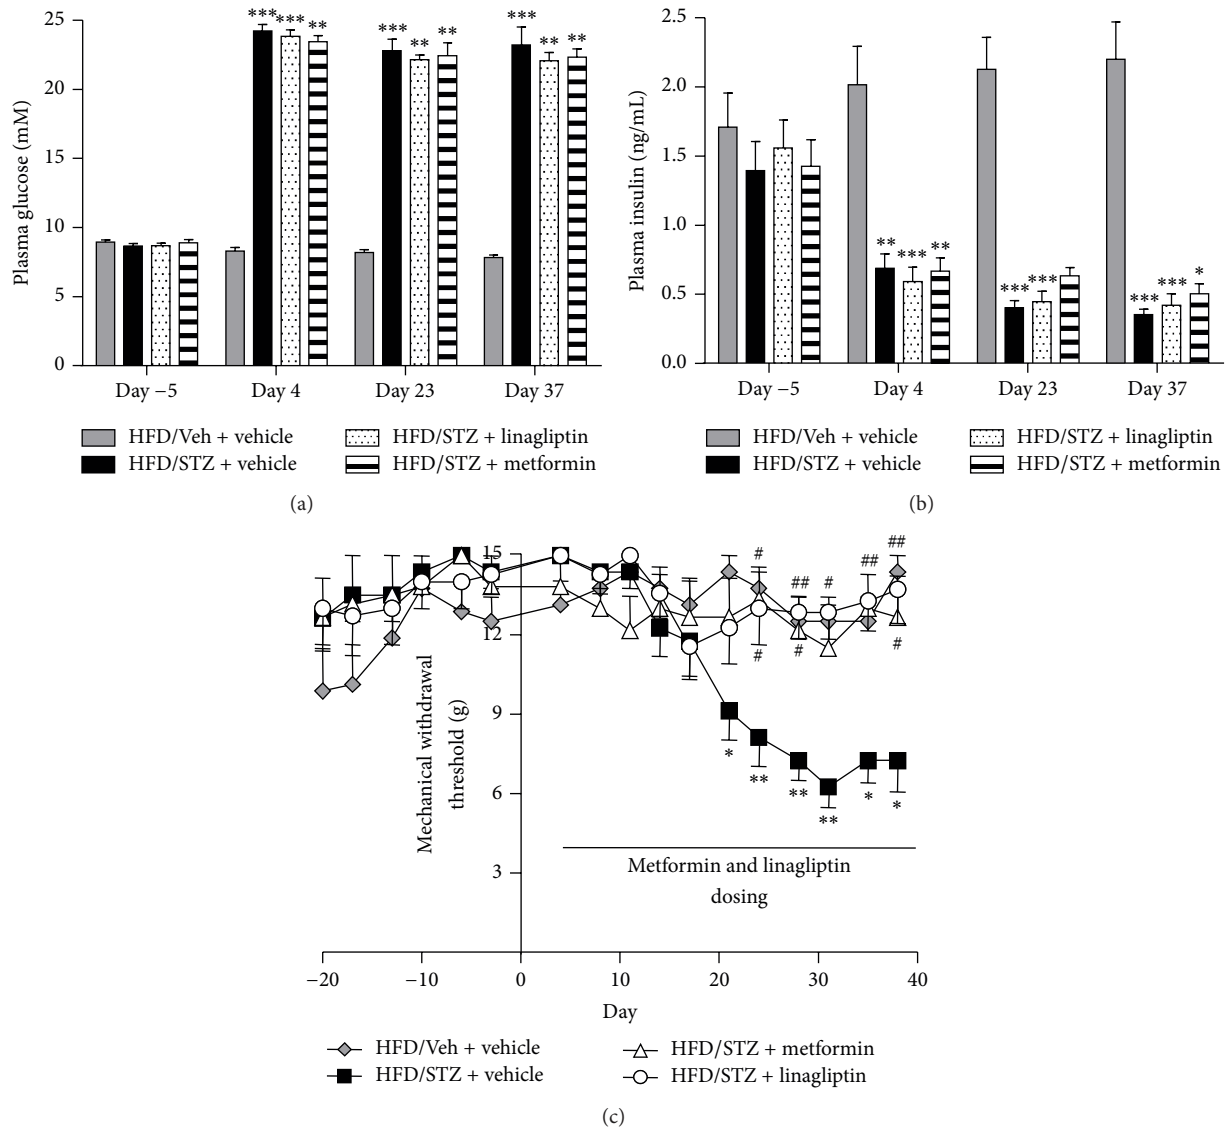 Plasma glucose (mM)
25
20
15
10
5
0
*** *** **
*** ** **
*** ** **
Day −5 Day 4 Day 23 Day 37
HFD/Veh + vehicle HFD/STZ + linagliptin
HFD/STZ + vehicle HFD/STZ + metformin
(a)
Plasma insulin (ng/mL)
2.5
2.0
1.5
1.0
0.5
0.0
** *** **
*** ***
*** *** *
Day −5 Day 4 Day 23 Day 37
HFD/Veh + vehicle HFD/STZ + linagliptin
HFD/STZ + vehicle HFD/STZ + metformin
(b)
Mechanical withdrawal
threshold (g)
15
12
9
6
3
# ## # ## ##
# # #
* ** ** ** * *
Metformin and linagliptin
dosing
−20 −10 0 10 20 30 40
Day
HFD/Veh + vehicle HFD/STZ + metformin
HFD/STZ + vehicle HFD/STZ + linagliptin
(c)